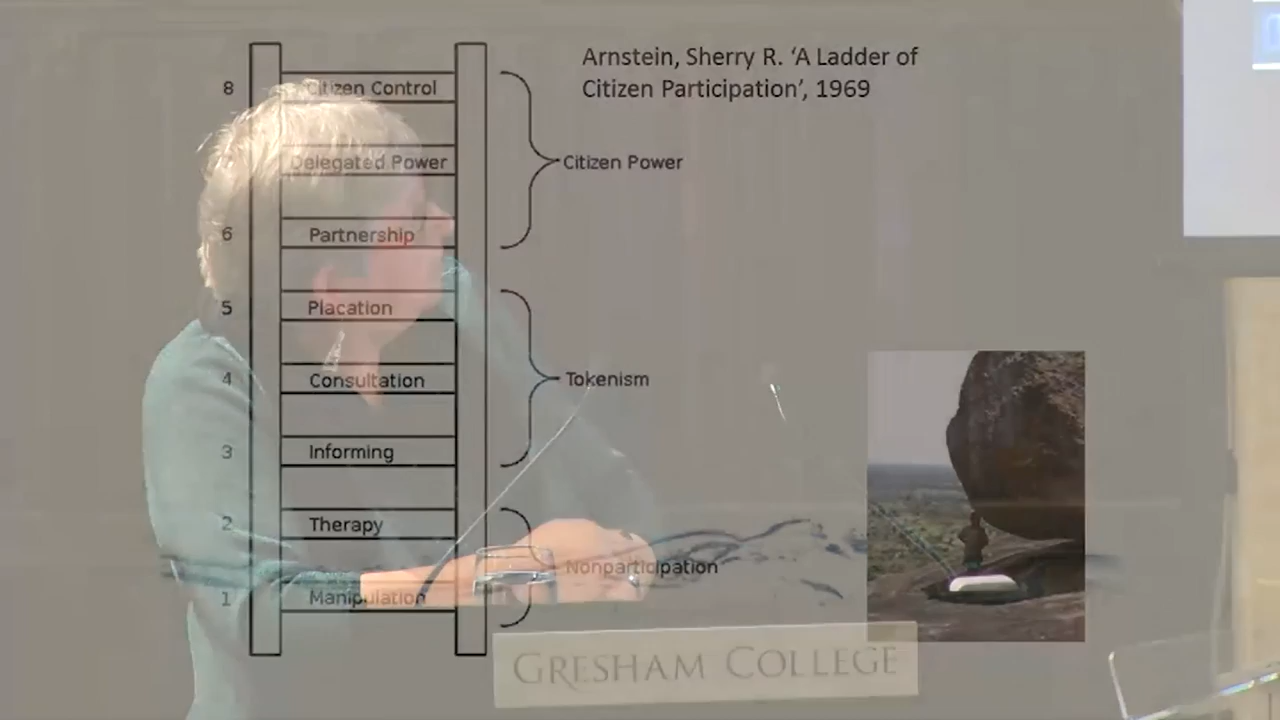 Arnstein, Sherry R. ‘A Ladder of
Citizen Participation’, 1969
8 Citizen Control
Delegated Power
Citizen Power
6 Partnership
5 Placation
4 Consultation
Tokenism
3 Informing
2 Therapy
Nonparticipation
1 Manipulation
GRESHAM COLLEGE